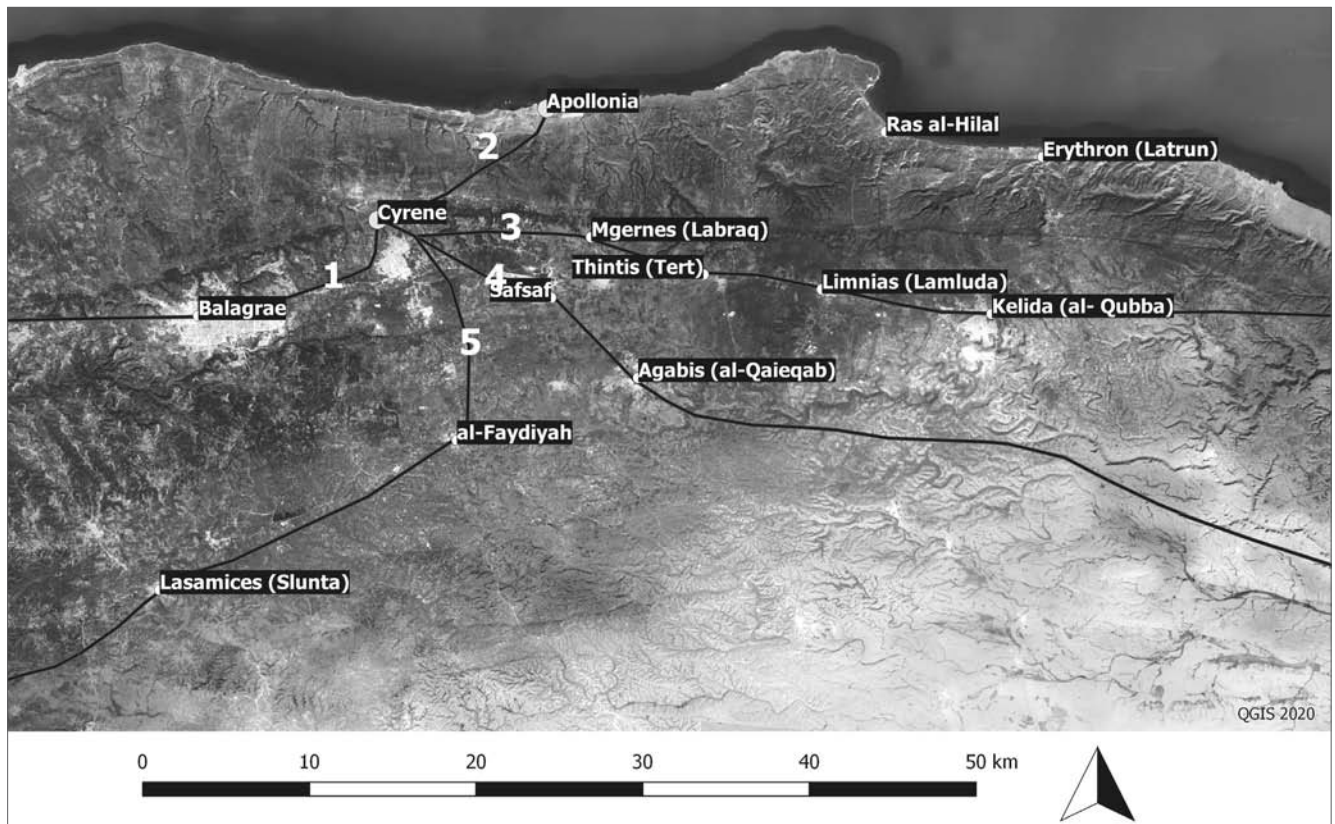 Apollonia
Ras al-Hilal
2
Erythron (Latrun)
Cyrene
3
Mgernes (Labraq)
1
4
Thintis (Tert)
Safsaf
Limnias (Lamluda)
Balagrae
Kelida (al- Qubba)
5
Agabis (al-Qaieqab)
al-Faydiyah
Lasamices (Slunta)
QGIS 2020
0 10 20 30 40 50 km